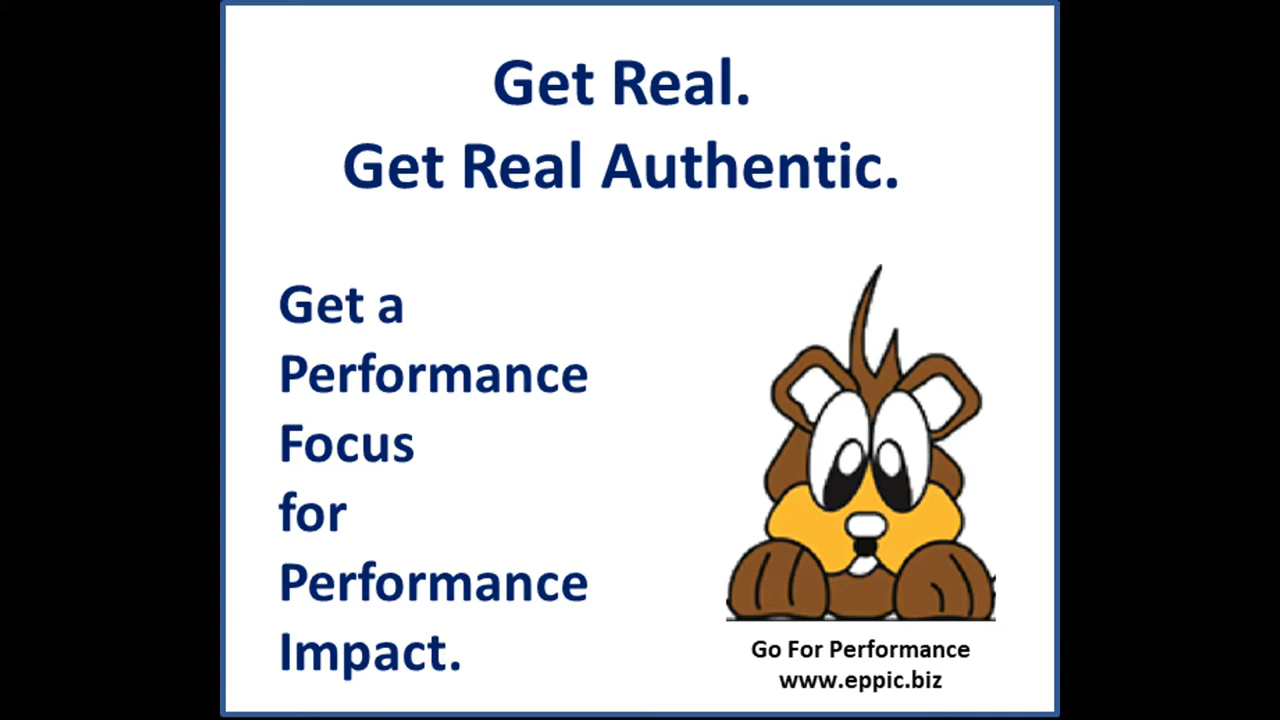 Get Real.
Get Real Authentic.
Get a
Performance
Focus
for
Performance
Impact.
Go For Performance
www.eppic.biz